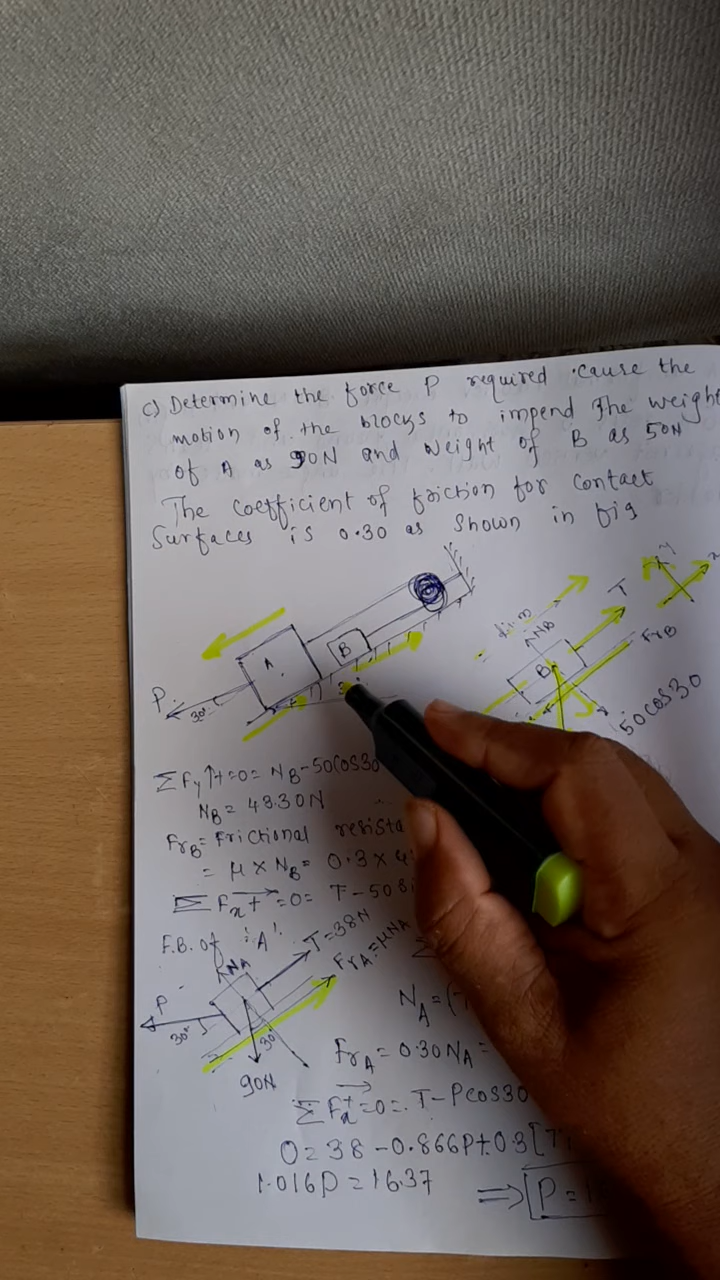 c) Determine the force P required cause the
motion of the blocks to impend The weight
of A as 90N and weight of B as 50N
The coefficient of friction for contact
Surfaces is 0.30 as shown in fig
A
B
P
30°
T
NB
FrB
B
50cos30
ΣFy↑+=0= NB-50cos30
NB= 43.30N
FrB= Frictional
= μ x NB= 0.3 x
ΣFx+→=0= T-50
F.B. of 'A'
NA
T=38N
FrA=μNA
P
30°
30°
90N
NA=
FrA= 0.30NA=
ΣFx+→=0= T-Pcos30
0=38-0.866P+0.3[
1.016P=16.37
⇒ P=